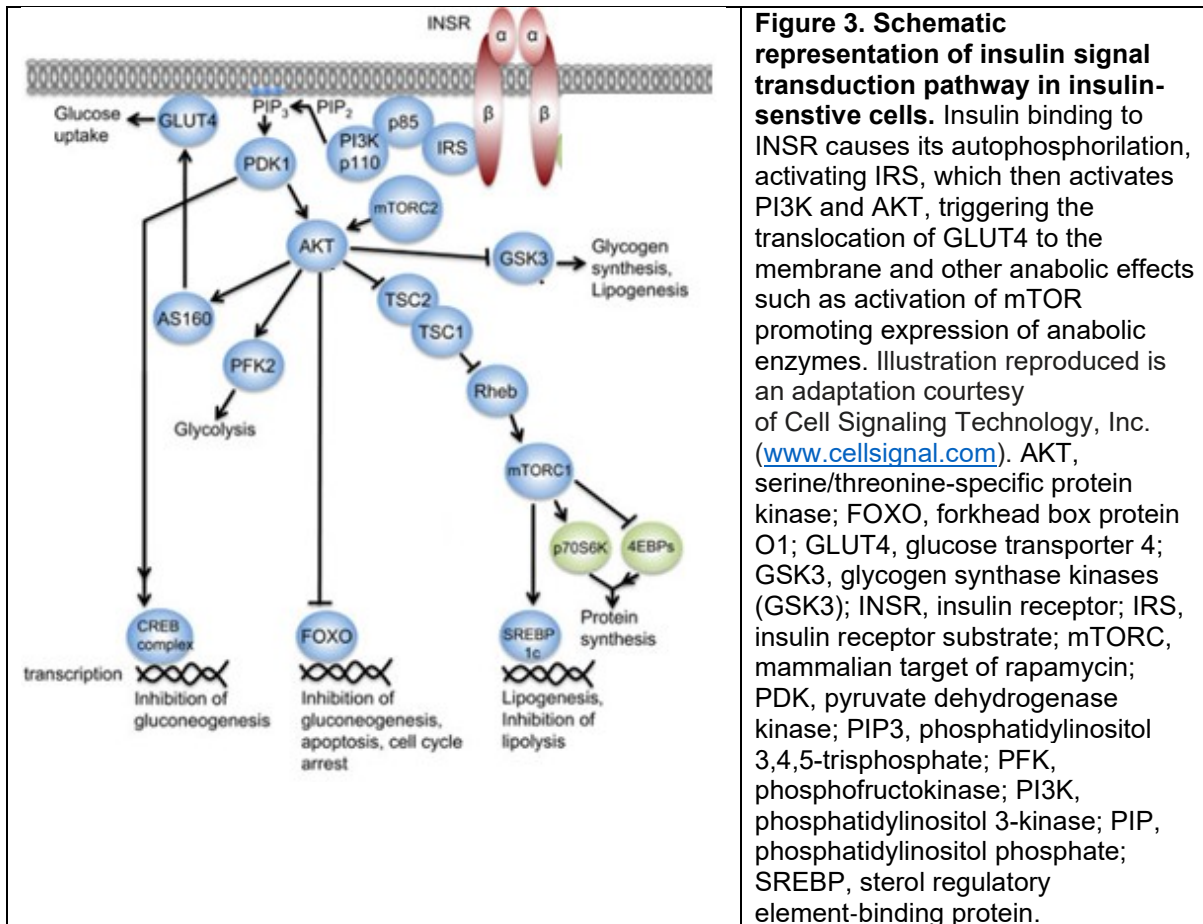 INSR
α α
β β
Glucose
uptake
GLUT4
PIP3
PIP2
PDK1
PI3K
p110
p85
IRS
mTORC2
AKT
GSK3
Glycogen
synthesis,
Lipogenesis
TSC2
TSC1
AS160
PFK2
Glycolysis
Rheb
mTORC1
p70S6K
4EBPs
Protein
synthesis
CREB
complex
FOXO
SREBP
1c
transcription
Inhibition of
gluconeogenesis
Inhibition of
gluconeogenesis,
apoptosis, cell cycle
arrest
Lipogenesis,
Inhibition of
lipolysis
Figure 3. Schematic
representation of insulin signal
transduction pathway in insulin-
senstive cells. Insulin binding to
INSR causes its autophosphorilation,
activating IRS, which then activates
PI3K and AKT, triggering the
translocation of GLUT4 to the
membrane and other anabolic effects
such as activation of mTOR
promoting expression of anabolic
enzymes. Illustration reproduced is
an adaptation courtesy
of Cell Signaling Technology, Inc.
(www.cellsignal.com). AKT,
serine/threonine-specific protein
kinase; FOXO, forkhead box protein
O1; GLUT4, glucose transporter 4;
GSK3, glycogen synthase kinases
(GSK3); INSR, insulin receptor; IRS,
insulin receptor substrate; mTORC,
mammalian target of rapamycin;
PDK, pyruvate dehydrogenase
kinase; PIP3, phosphatidylinositol
3,4,5-trisphosphate; PFK,
phosphofructokinase; PI3K,
phosphatidylinositol 3-kinase; PIP,
phosphatidylinositol phosphate;
SREBP, sterol regulatory
element-binding protein.